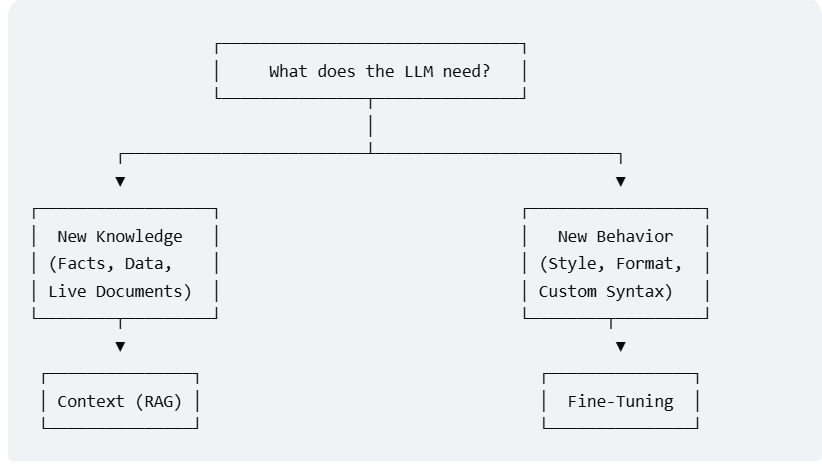 What does the LLM need?
New Knowledge
(Facts, Data,
Live Documents)
New Behavior
(Style, Format,
Custom Syntax)
Context (RAG)
Fine-Tuning